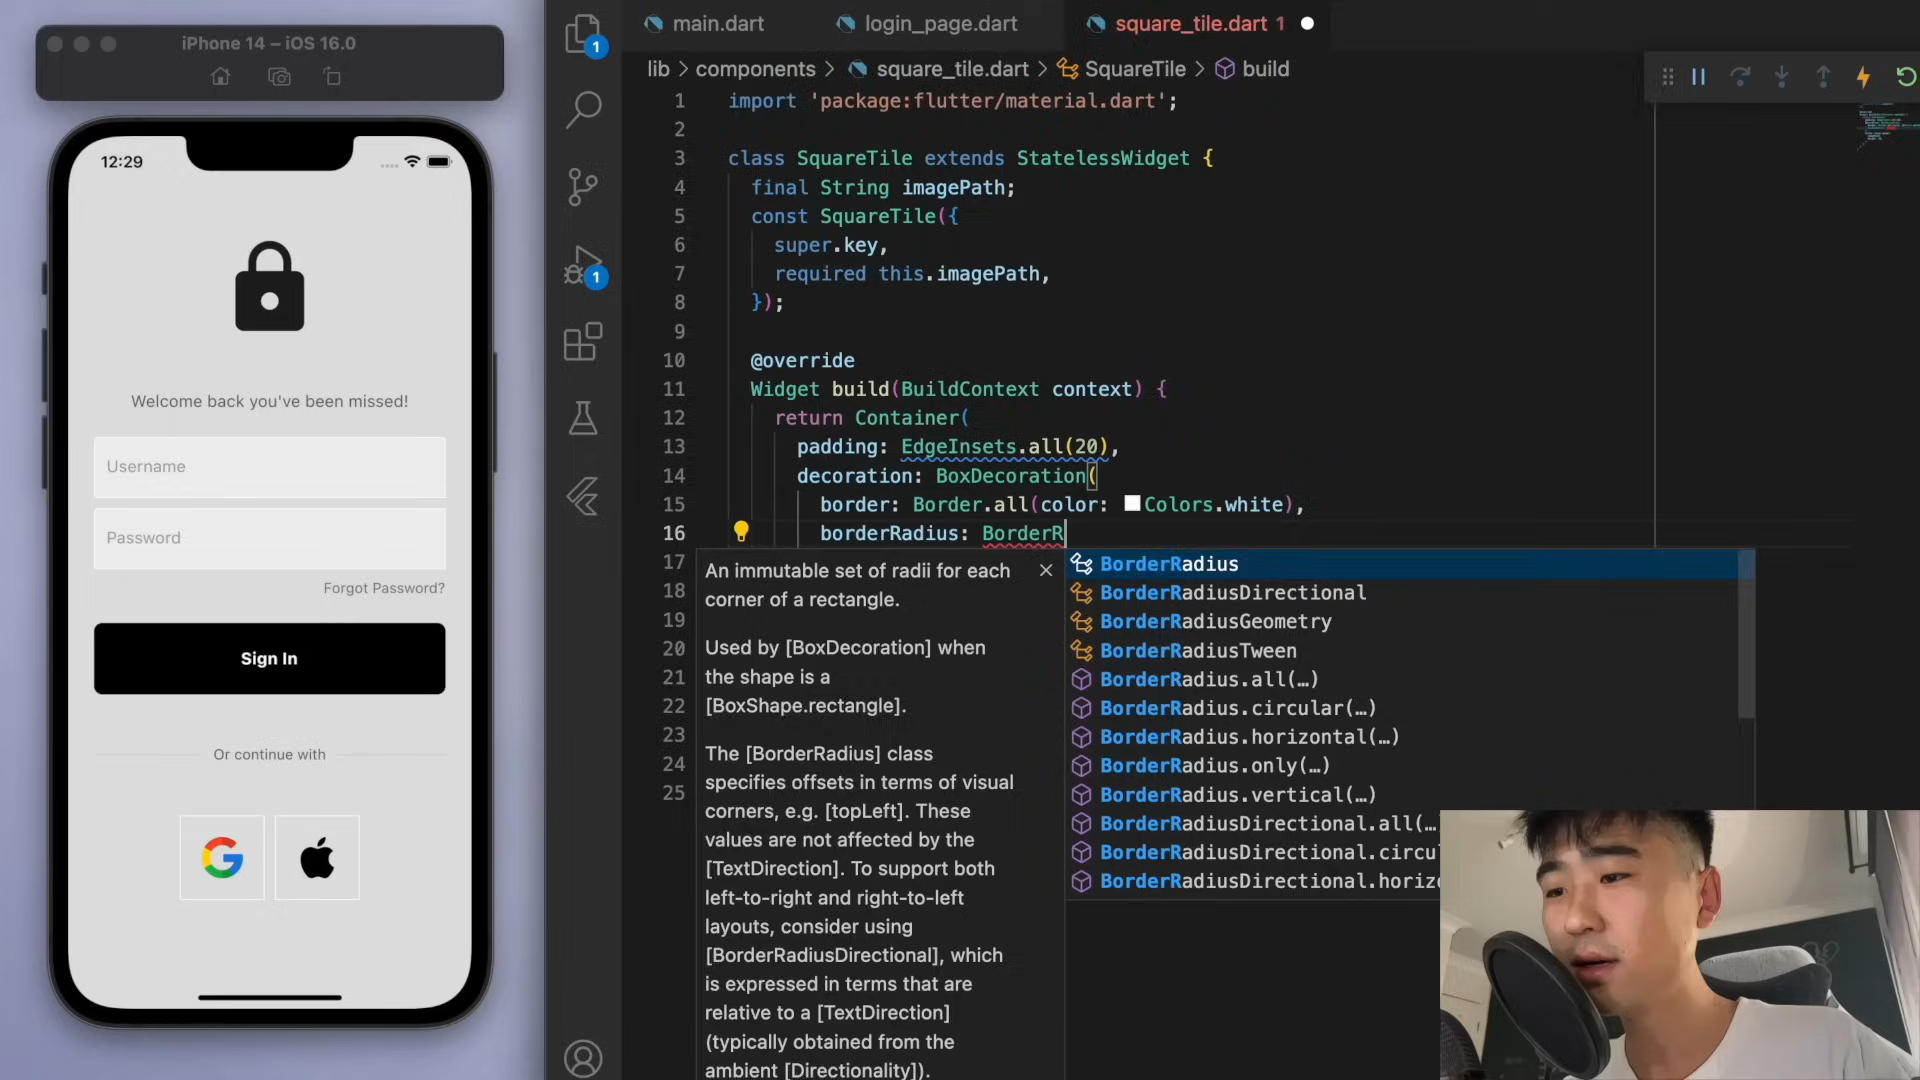 iPhone 14 – iOS 16.0
12:29
Welcome back you've been missed!
Username
Password
Forgot Password?
Sign In
Or continue with
1
1
main.dart
login_page.dart
square_tile.dart 1
lib > components > square_tile.dart > SquareTile > build
1 import 'package:flutter/material.dart';
2
3 class SquareTile extends StatelessWidget {
4 final String imagePath;
5 const SquareTile({
6 super.key,
7 required this.imagePath,
8 });
9
10 @override
11 Widget build(BuildContext context) {
12 return Container(
13 padding: EdgeInsets.all(20),
14 decoration: BoxDecoration(
15 border: Border.all(color: Colors.white),
16 borderRadius: BorderR
17
18
19
20
21
22
23
24
25
An immutable set of radii for each
corner of a rectangle.
Used by [BoxDecoration] when
the shape is a
[BoxShape.rectangle].
The [BorderRadius] class
specifies offsets in terms of visual
corners, e.g. [topLeft]. These
values are not affected by the
[TextDirection]. To support both
left-to-right and right-to-left
layouts, consider using
[BorderRadiusDirectional], which
is expressed in terms that are
relative to a [TextDirection]
(typically obtained from the
ambient [Directionality]).
BorderRadius
BorderRadiusDirectional
BorderRadiusGeometry
BorderRadiusTween
BorderRadius.all(…)
BorderRadius.circular(…)
BorderRadius.horizontal(…)
BorderRadius.only(…)
BorderRadius.vertical(…)
BorderRadiusDirectional.all(…
BorderRadiusDirectional.circul
BorderRadiusDirectional.horizo